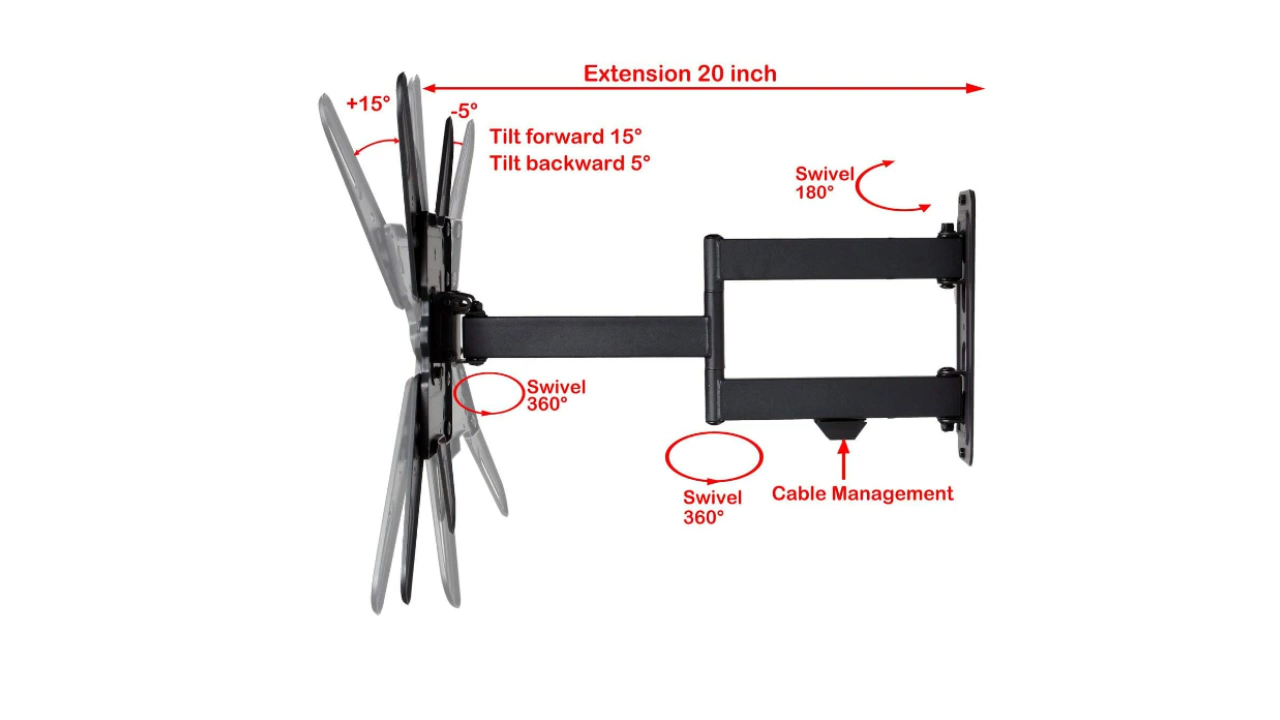 Extension 20 inch
+15°
-5°
Tilt forward 15°
Tilt backward 5°
Swivel
180°
Swivel
360°
Swivel
360°
Cable Management